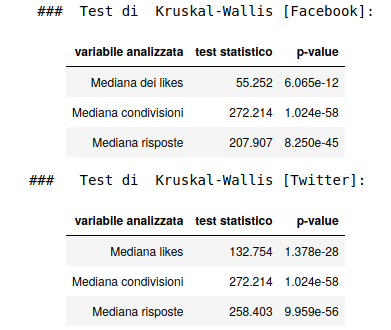 ### Test di Kruskal-Wallis [Facebook]:
variabile analizzata test statistico p-value
Mediana dei likes 55.252 6.065e-12
Mediana condivisioni 272.214 1.024e-58
Mediana risposte 207.907 8.250e-45
### Test di Kruskal-Wallis [Twitter]:
variabile analizzata test statistico p-value
Mediana likes 132.754 1.378e-28
Mediana condivisioni 272.214 1.024e-58
Mediana risposte 258.403 9.959e-56